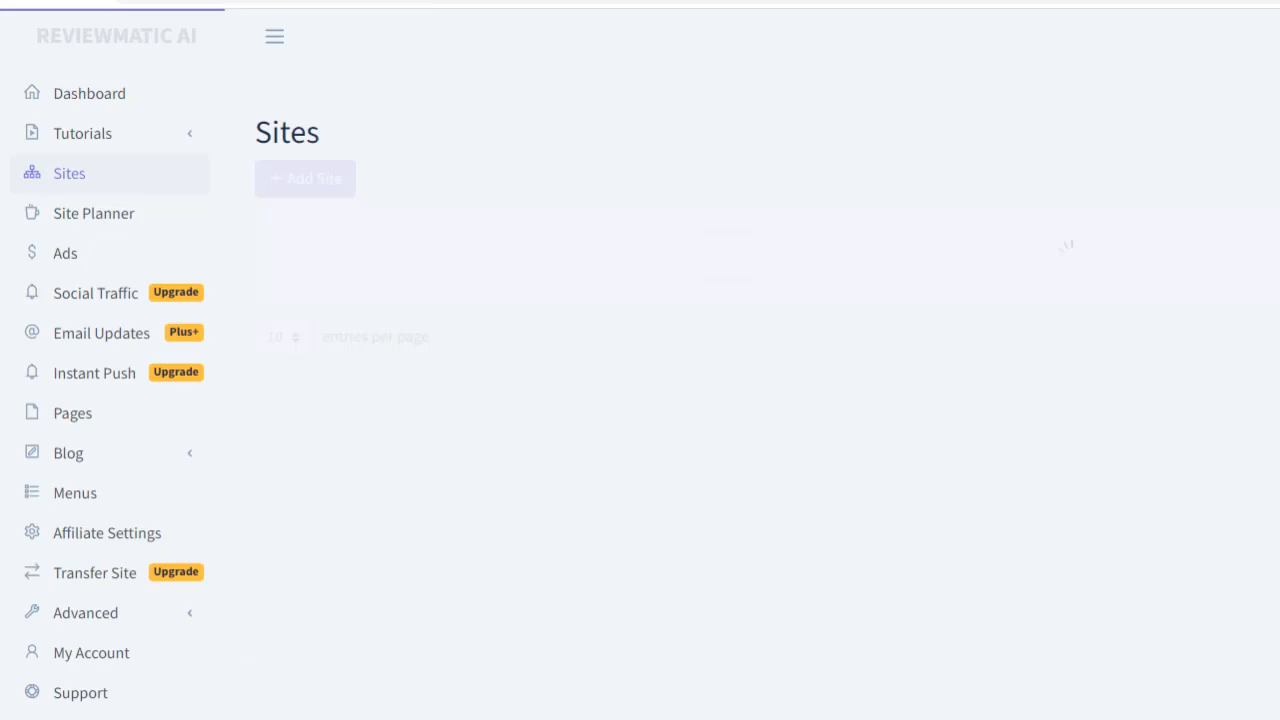 REVIEWMATIC AI
Dashboard
Tutorials
Sites
Site Planner
Ads
Social Traffic Upgrade
Email Updates Plus+
Instant Push Upgrade
Pages
Blog
Menus
Affiliate Settings
Transfer Site Upgrade
Advanced
My Account
Support
Sites
+ Add Site
10 entries per page